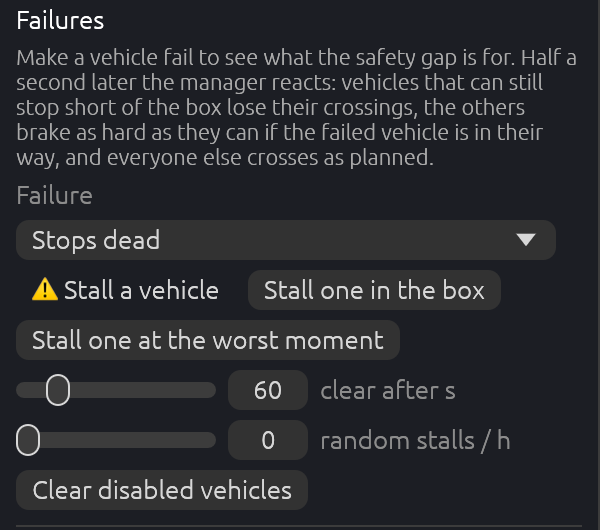 Failures
Make a vehicle fail to see what the safety gap is for. Half a
second later the manager reacts: vehicles that can still
stop short of the box lose their crossings, the others
brake as hard as they can if the failed vehicle is in their
way, and everyone else crosses as planned.
Failure
Stops dead
⚠ Stall a vehicle Stall one in the box
Stall one at the worst moment
60 clear after s
0 random stalls / h
Clear disabled vehicles